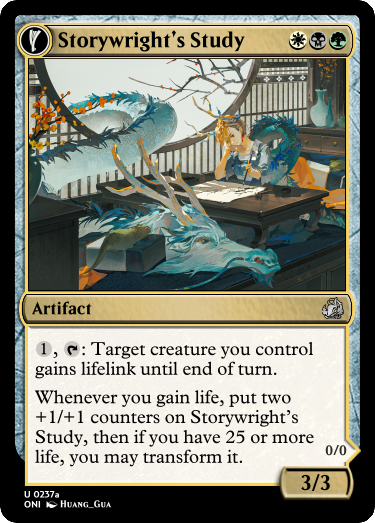 Storywright's Study
Artifact
1, : Target creature you control
gains lifelink until end of turn.
Whenever you gain life, put two
+1/+1 counters on Storywright's
Study, then if you have 25 or more
life, you may transform it.
0/0
3/3
U 0237a
ONI Huang_Gua